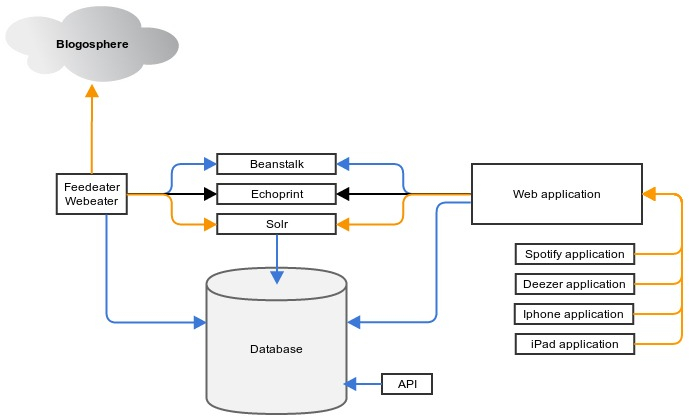 Blogosphere
Beanstalk
Feedeater
Webeater
Echoprint
Web application
Solr
Spotify application
Deezer application
Iphone application
iPad application
Database
API